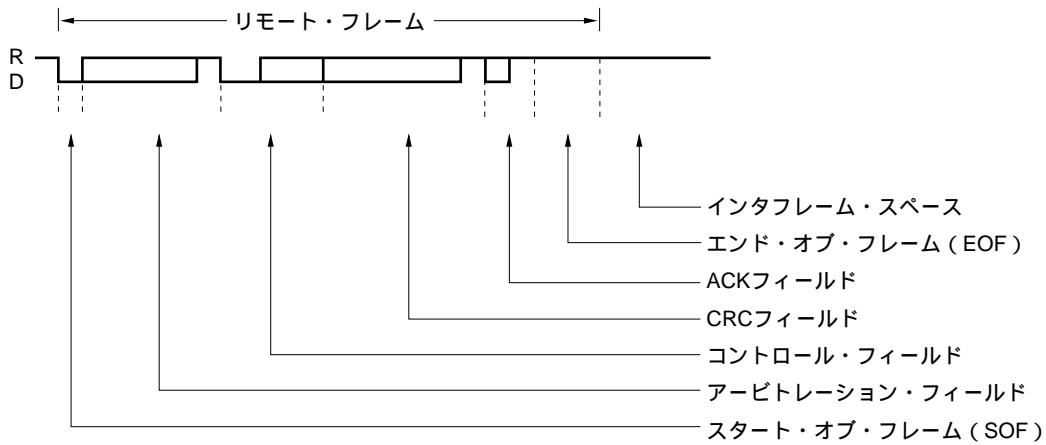 リモート・フレーム
R
D
インタフレーム・スペース
エンド・オブ・フレーム（EOF）
ACKフィールド
CRCフィールド
コントロール・フィールド
アービトレーション・フィールド
スタート・オブ・フレーム（SOF）